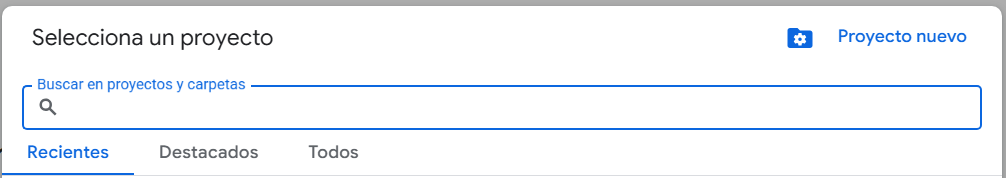 Selecciona un proyecto
Proyecto nuevo
Buscar en proyectos y carpetas
Recientes
Destacados
Todos